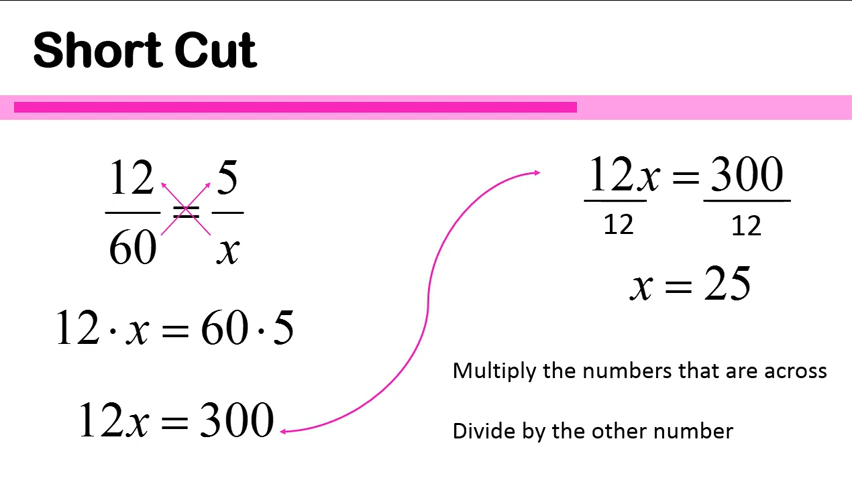 Short Cut
12/60 = 5/x
12 · x = 60 · 5
12x = 300
12x = 300
12 12
x = 25
Multiply the numbers that are across
Divide by the other number